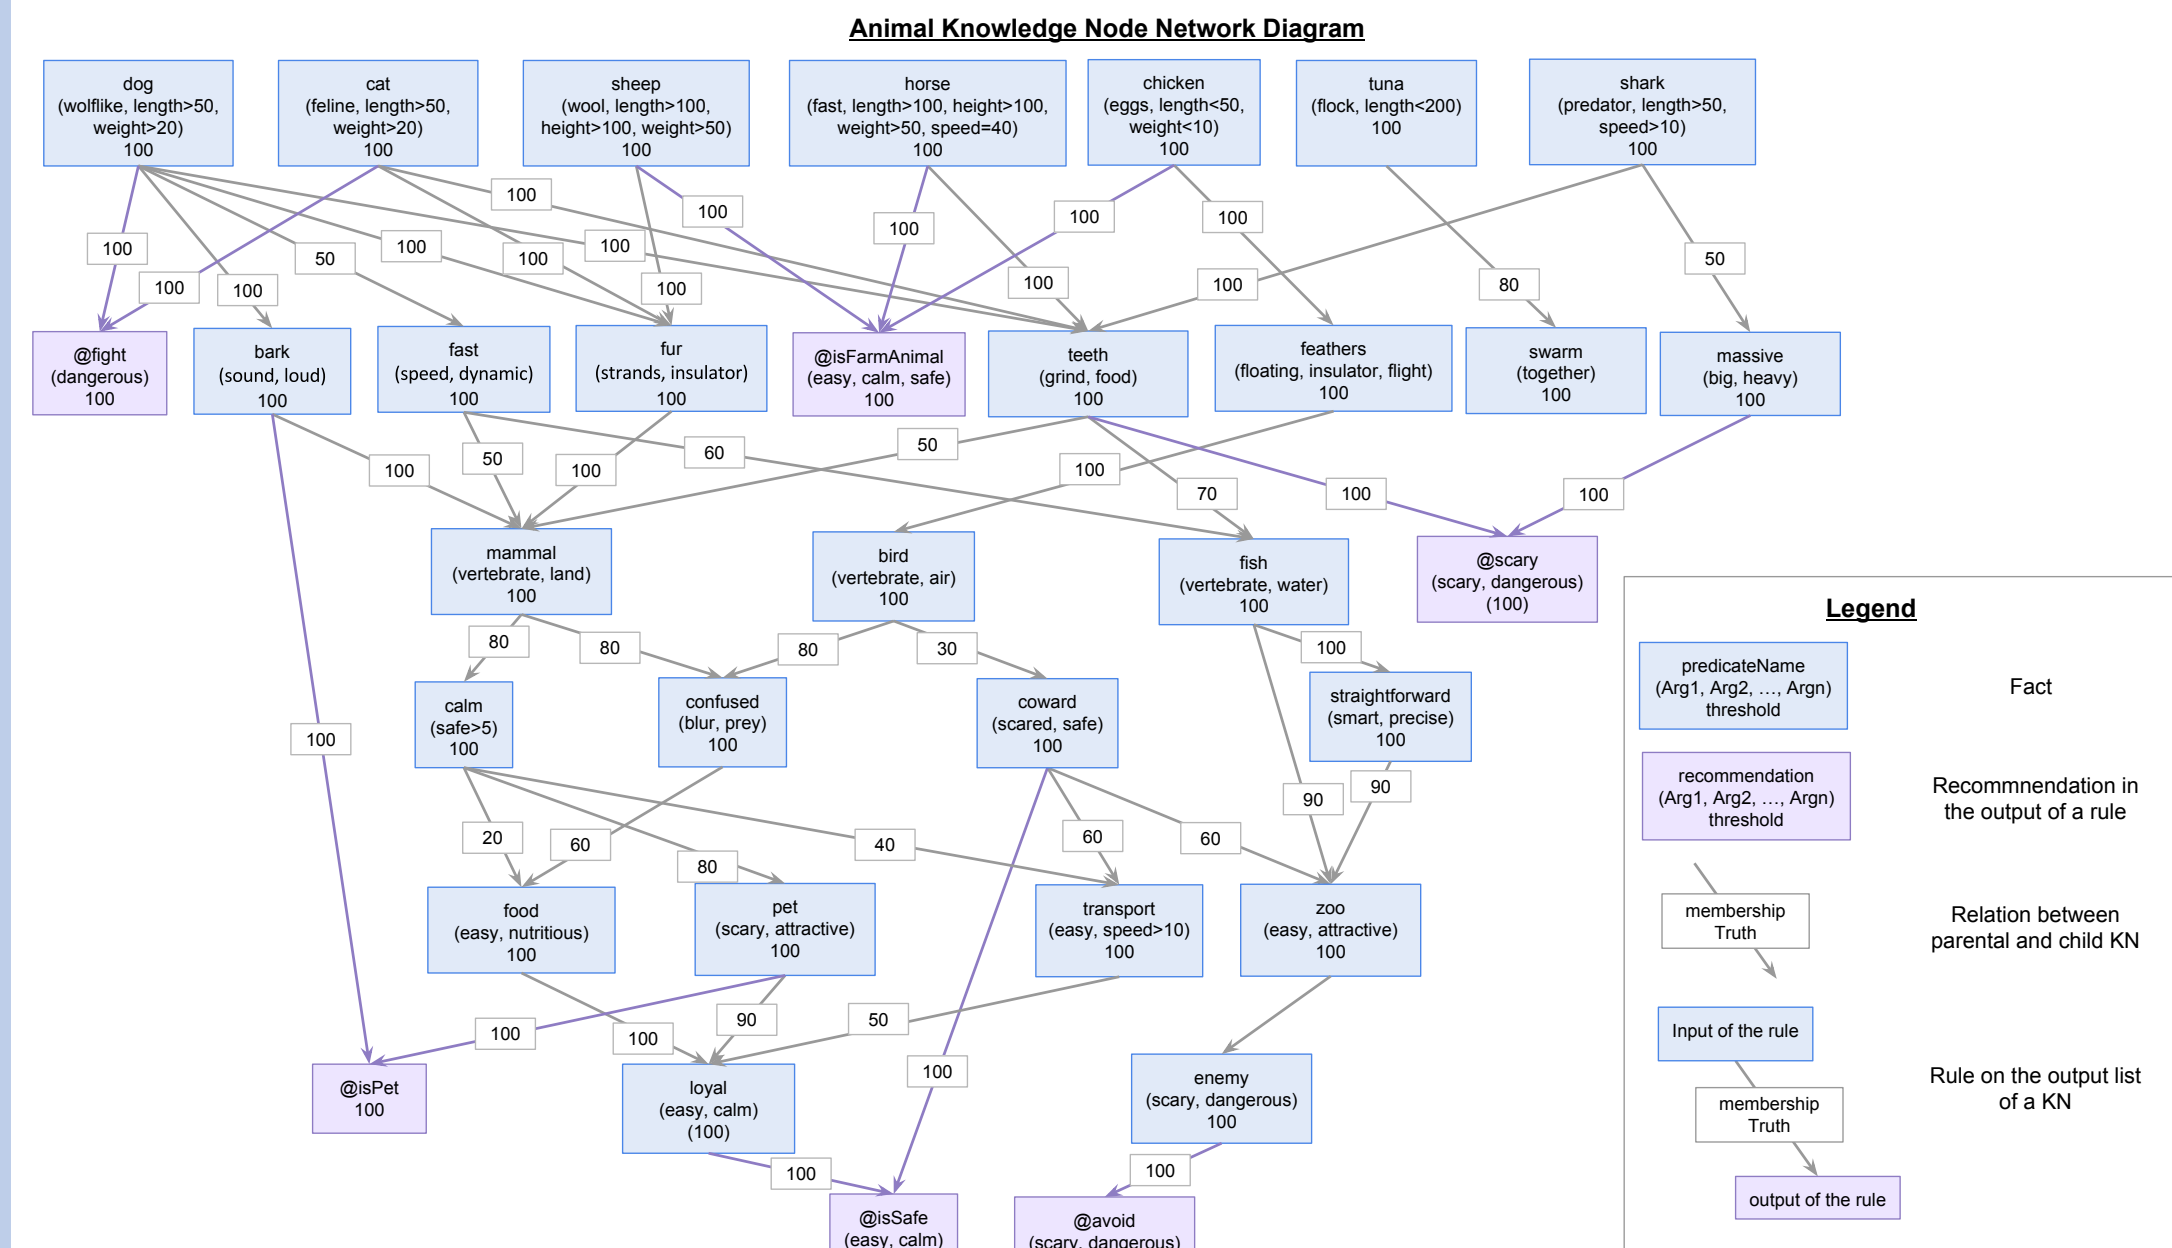 Animal Knowledge Node Network Diagram
dog
(wolflike, length>50,
weight>20)
100
cat
(feline, length>50,
weight>20)
100
sheep
(wool, length>100,
height>100, weight>50)
100
horse
(fast, length>100, height>100,
weight>50, speed=40)
100
chicken
(eggs, length<50,
weight<10)
100
tuna
(flock, length<200)
100
shark
(predator, length>50,
speed>10)
100
100
100
100
100
100
100
50
100
100
100
100
50
100
100
100
100
100
100
80
@fight
(dangerous)
100
bark
(sound, loud)
100
fast
(speed, dynamic)
100
fur
(strands, insulator)
100
@isFarmAnimal
(easy, calm, safe)
100
teeth
(grind, food)
100
feathers
(floating, insulator, flight)
100
swarm
(together)
100
massive
(big, heavy)
100
100
50
100
60
50
100
70
100
100
mammal
(vertebrate, land)
100
bird
(vertebrate, air)
100
fish
(vertebrate, water)
100
@scary
(scary, dangerous)
(100)
80
80
80
30
100
calm
(safe>5)
100
confused
(blur, prey)
100
coward
(scared, safe)
100
straightforward
(smart, precise)
100
100
20
60
80
40
60
60
90
90
food
(easy, nutritious)
100
pet
(scary, attractive)
100
transport
(easy, speed>10)
100
zoo
(easy, attractive)
100
100
100
90
50
100
@isPet
100
loyal
(easy, calm)
(100)
enemy
(scary, dangerous)
100
100
100
@isSafe
(easy, calm)
@avoid
(scary, dangerous)
Legend
predicateName
(Arg1, Arg2, …, Argn)
threshold
Fact
recommendation
(Arg1, Arg2, …, Argn)
threshold
Recommnendation in
the output of a rule
membership
Truth
Relation between
parental and child KN
Input of the rule
membership
Truth
output of the rule
Rule on the output list
of a KN